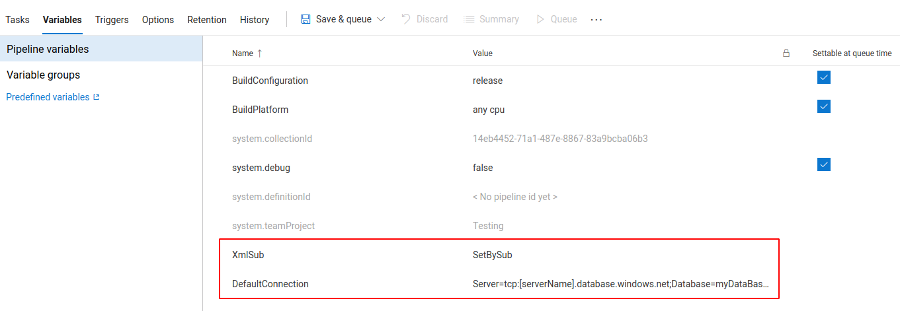 Tasks Variables Triggers Options Retention History Save & queue Discard Summary Queue ...
Pipeline variables
Variable groups
Predefined variables
Name ↑ Value Settable at queue time
BuildConfiguration release
BuildPlatform any cpu
system.collectionId 14eb4452-71a1-487e-8867-83a9bcba06b3
system.debug false
system.definitionId < No pipeline id yet >
system.teamProject Testing
XmlSub SetBySub
DefaultConnection Server=tcp:[serverName].database.windows.net;Database=myDataBas...